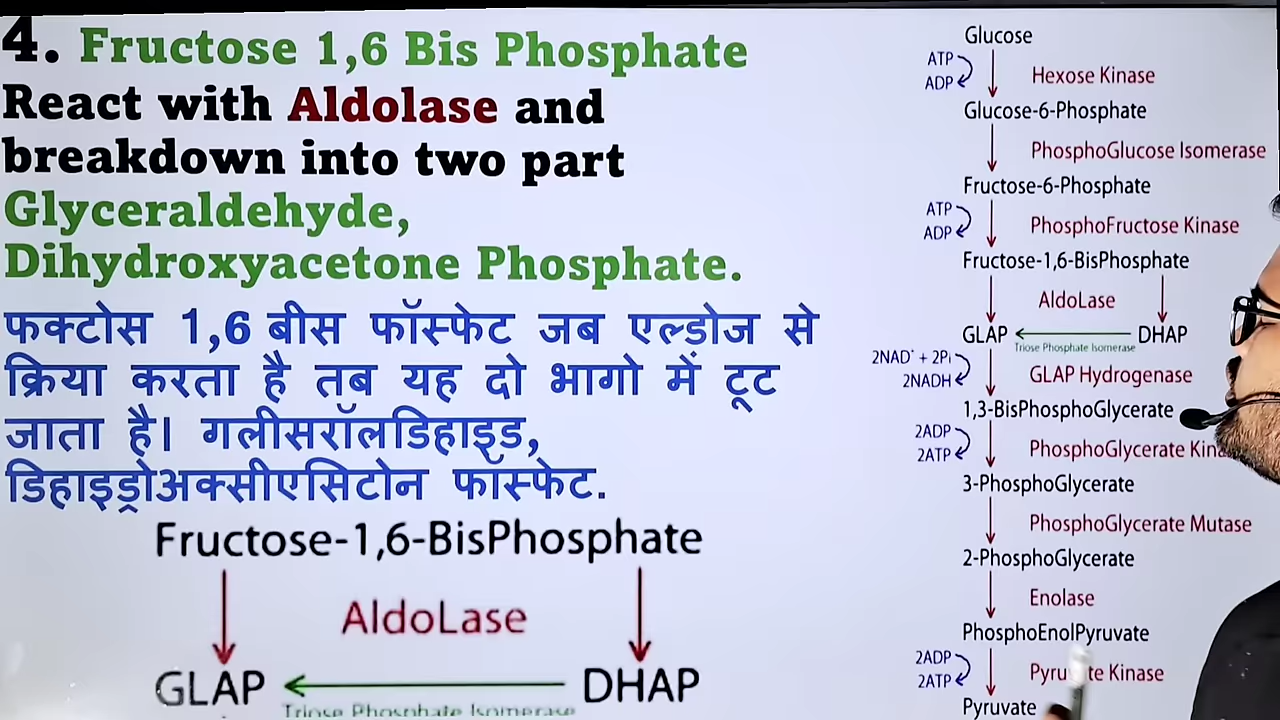 4. Fructose 1,6 Bis Phosphate
React with Aldolase and
breakdown into two part
Glyceraldehyde,
Dihydroxyacetone Phosphate.
फक्टोस 1,6 बीस फॉस्फेट जब एल्डोज से
क्रिया करता है तब यह दो भागो में टूट
जाता है। गलीसरॉलडिहाइड,
डिहाइड्रोअक्सीएसिटोन फॉस्फेट.
Fructose-1,6-BisPhosphate
AldoLase
GLAP DHAP
Triose Phosphate Isomerase
Glucose
ATP
ADP
Hexose Kinase
Glucose-6-Phosphate
PhosphoGlucose Isomerase
Fructose-6-Phosphate
ATP
ADP
PhosphoFructose Kinase
Fructose-1,6-BisPhosphate
AldoLase
GLAP DHAP
Triose Phosphate Isomerase
2NAD⁺ + 2Pi
2NADH
GLAP Hydrogenase
1,3-BisPhosphoGlycerate
2ADP
2ATP
PhosphoGlycerate
3-PhosphoGlycerate
PhosphoGlycerate Mutase
2-PhosphoGlycerate
Enolase
PhosphoEnolPyruvate
2ADP
2ATP
Kinase
Pyruvate